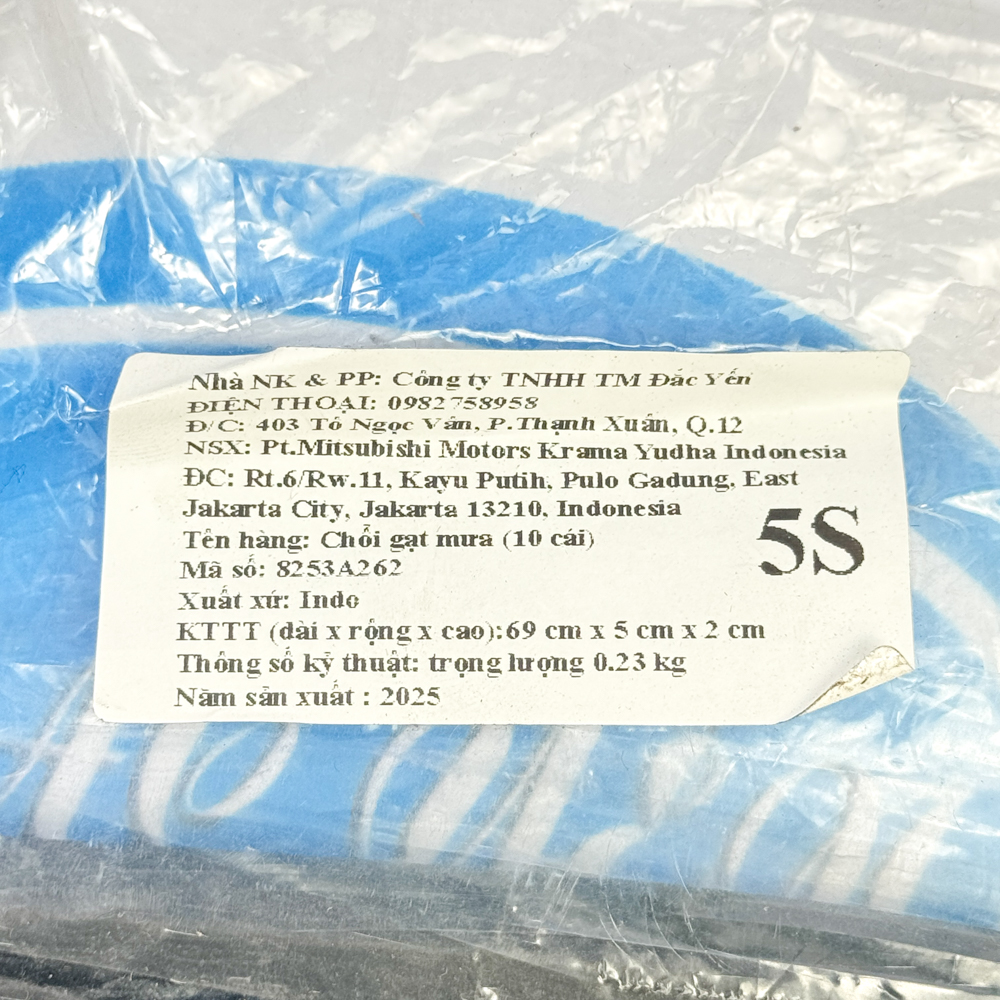 Nhà NK & PP: Công ty TNHH TM Đắc Yến
ĐIỆN THOẠI: 0982758958
Đ/C: 403 Tô Ngọc Vân, P.Thạnh Xuân, Q.12
NSX: Pt.Mitsubishi Motors Krama Yudha Indonesia
ĐC: Rt.6/Rw.11, Kayu Putih, Pulo Gadung, East
Jakarta City, Jakarta 13210, Indonesia
Tên hàng: Chổi gạt mưa (10 cái)
5S
Mã số: 8253A262
Xuất xứ: Indo
KTTT (dài x rộng x cao):69 cm x 5 cm x 2 cm
Thông số kỹ thuật: trọng lượng 0.23 kg
Năm sản xuất : 2025